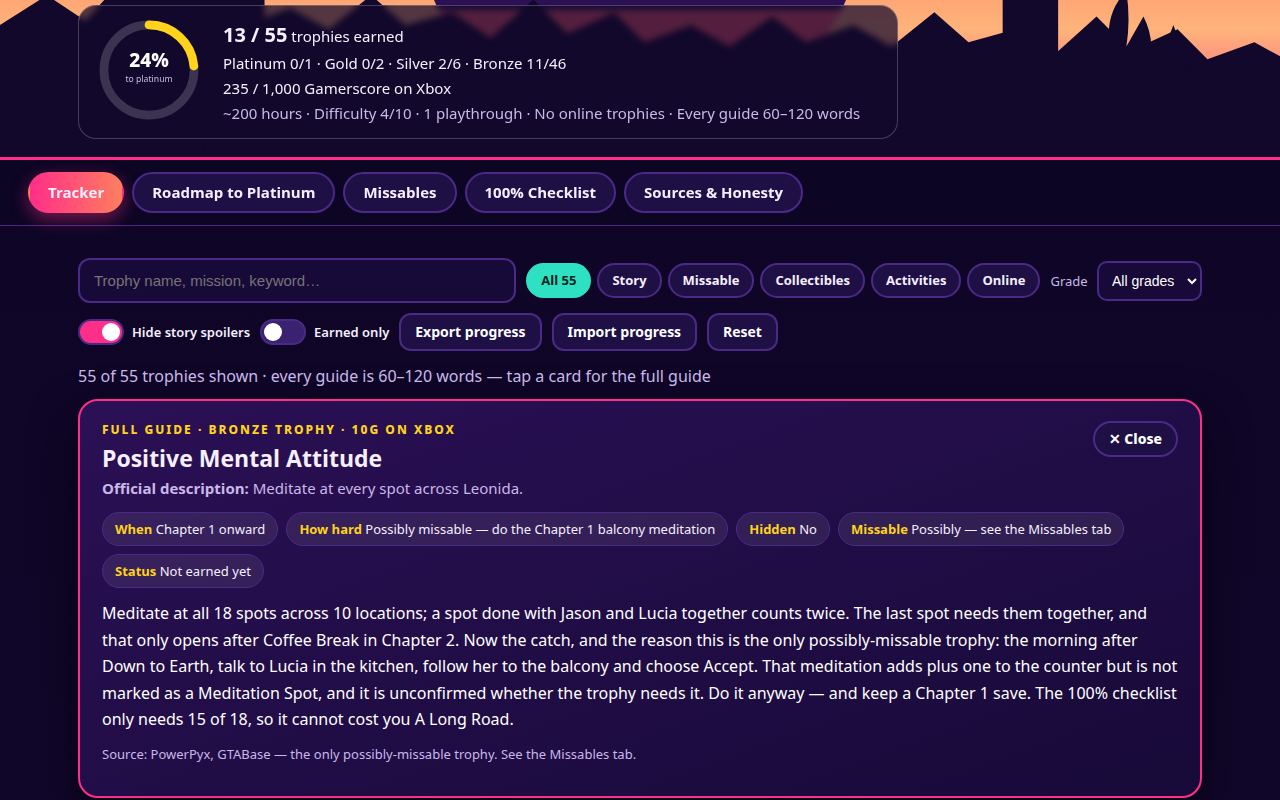 24%
to platinum
13 / 55 trophies earned
Platinum 0/1 · Gold 0/2 · Silver 2/6 · Bronze 11/46
235 / 1,000 Gamerscore on Xbox
~200 hours · Difficulty 4/10 · 1 playthrough · No online trophies · Every guide 60–120 words
Tracker
Roadmap to Platinum
Missables
100% Checklist
Sources & Honesty
Trophy name, mission, keyword…
All 55
Story
Missable
Collectibles
Activities
Online
Grade
All grades
Hide story spoilers
Earned only
Export progress
Import progress
Reset
55 of 55 trophies shown · every guide is 60–120 words — tap a card for the full guide
FULL GUIDE · BRONZE TROPHY · 10G ON XBOX
✕ Close
Positive Mental Attitude
Official description: Meditate at every spot across Leonida.
When Chapter 1 onward
How hard Possibly missable — do the Chapter 1 balcony meditation
Hidden No
Missable Possibly — see the Missables tab
Status Not earned yet
Meditate at all 18 spots across 10 locations; a spot done with Jason and Lucia together counts twice. The last spot needs them together, and
that only opens after Coffee Break in Chapter 2. Now the catch, and the reason this is the only possibly-missable trophy: the morning after
Down to Earth, talk to Lucia in the kitchen, follow her to the balcony and choose Accept. That meditation adds plus one to the counter but is not
marked as a Meditation Spot, and it is unconfirmed whether the trophy needs it. Do it anyway — and keep a Chapter 1 save. The 100% checklist
only needs 15 of 18, so it cannot cost you A Long Road.
Source: PowerPyx, GTABase — the only possibly-missable trophy. See the Missables tab.